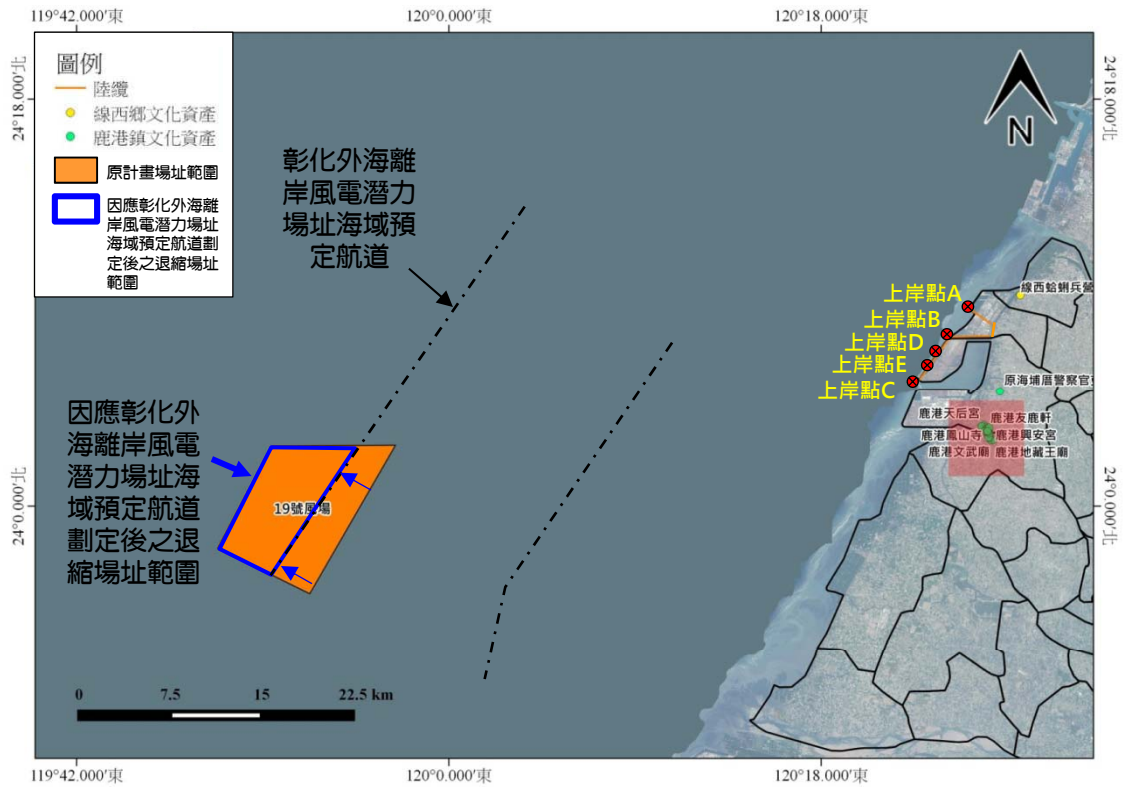 119°42.000'東
120°0.000'東
120°18.000'東
24°18.000'北
24°18.000'北
圖例
陸纜
線西鄉文化資產
鹿港鎮文化資產
原計畫場址範圍
因應彰化外海離
岸風電潛力場址
海域預定航道劃
定後之退縮場址
範圍
彰化外海離
岸風電潛力
場址海域預
定航道
N
線西蛤蜊兵營
上岸點A
上岸點B
上岸點D
上岸點E
上岸點C
原海埔厝警察官
鹿港天后宮
鹿港友鹿軒
鹿港鳳山寺
鹿港興安宮
鹿港文武廟
鹿港地藏王廟
因應彰化外
海離岸風電
潛力場址海
域預定航道
劃定後之退
縮場址範圍
19號風場
24°0.000'北
24°0.000'北
0 7.5 15 22.5 km
119°42.000'東
120°0.000'東
120°18.000'東